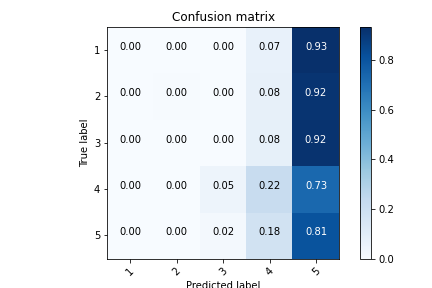 Confusion matrix
1 0.00 0.00 0.00 0.07 0.93
2 0.00 0.00 0.00 0.08 0.92
3 0.00 0.00 0.00 0.08 0.92
4 0.00 0.00 0.05 0.22 0.73
5 0.00 0.00 0.02 0.18 0.81
1 2 3 4 5
True label
Predicted label
0.8
0.6
0.4
0.2
0.0